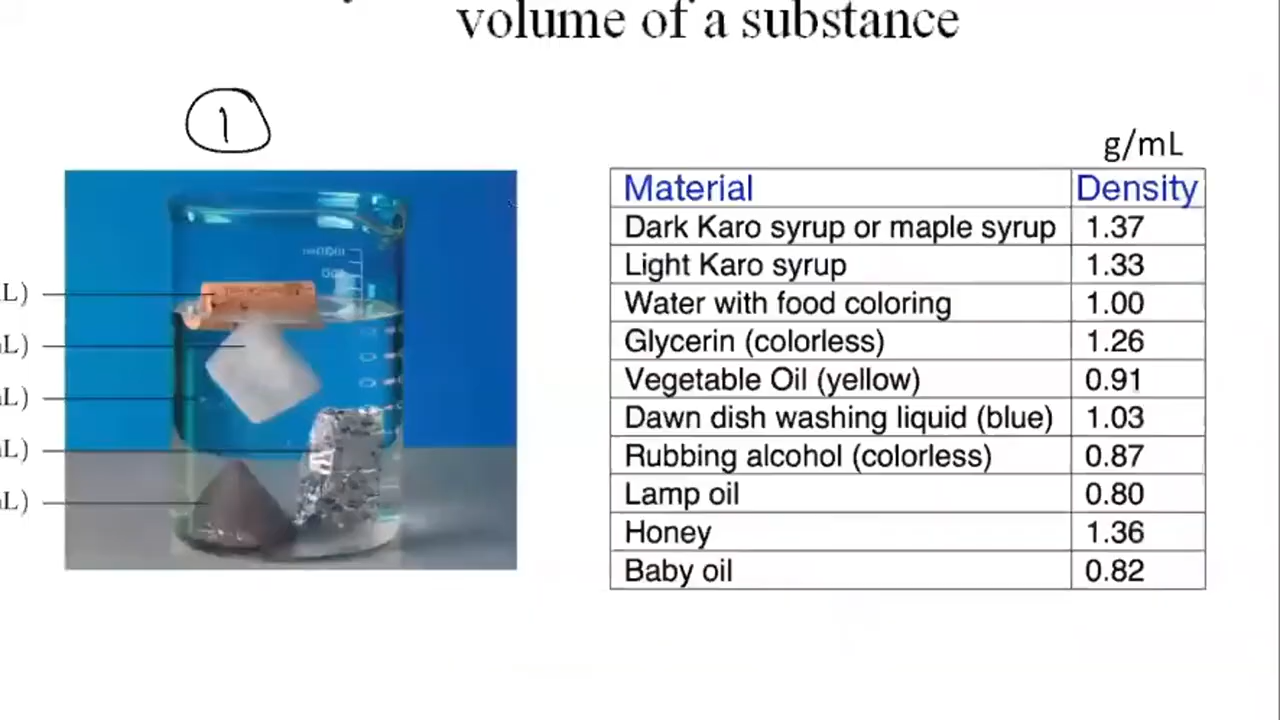 volume of a substance
1
g/mL
Material Density
Dark Karo syrup or maple syrup 1.37
Light Karo syrup 1.33
Water with food coloring 1.00
Glycerin (colorless) 1.26
Vegetable Oil (yellow) 0.91
Dawn dish washing liquid (blue) 1.03
Rubbing alcohol (colorless) 0.87
Lamp oil 0.80
Honey 1.36
Baby oil 0.82
L)
L)
L)
L)
L)